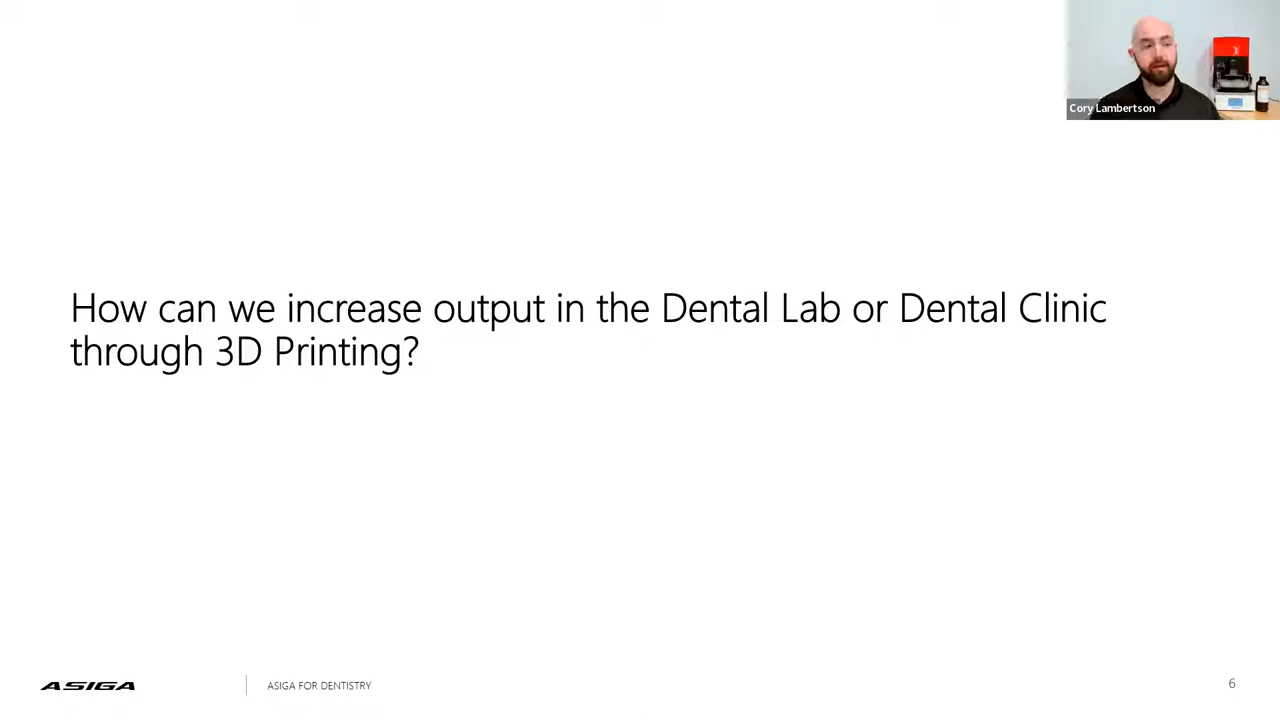 Cory Lambertson
How can we increase output in the Dental Lab or Dental Clinic
through 3D Printing?
ASIGA
ASIGA FOR DENTISTRY
6